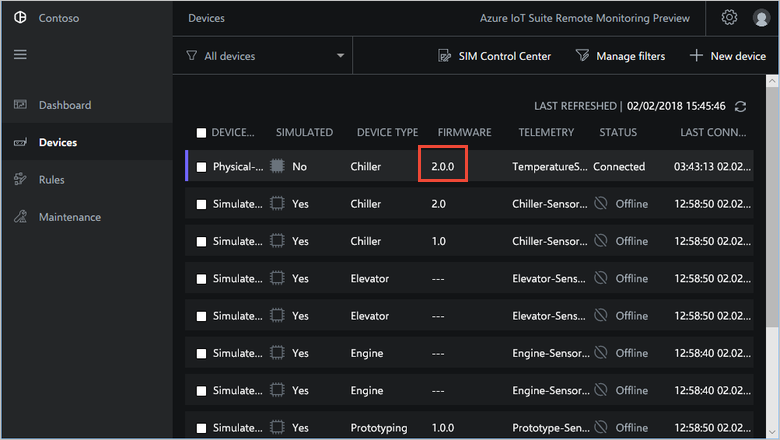 Contoso
Devices
Azure IoT Suite Remote Monitoring Preview
All devices
SIM Control Center
Manage filters
New device
Dashboard
Devices
Rules
Maintenance
LAST REFRESHED | 02/02/2018 15:45:46
DEVICE... SIMULATED DEVICE TYPE FIRMWARE TELEMETRY STATUS LAST CONN...
Physical-... No Chiller 2.0.0 TemperatureS... Connected 03:43:13 02.02...
Simulate... Yes Chiller 2.0 Chiller-Sensor... Offline 12:58:50 02.02...
Simulate... Yes Chiller 1.0 Chiller-Sensor... Offline 12:58:50 02.02...
Simulate... Yes Elevator --- Elevator-Sens... Offline 12:58:50 02.02...
Simulate... Yes Elevator --- Elevator-Sens... Offline 12:58:50 02.02...
Simulate... Yes Engine --- Engine-Sensor... Offline 12:58:40 02.02...
Simulate... Yes Engine --- Engine-Sensor... Offline 12:58:40 02.02...
Simulate... Yes Prototyping 1.0.0 Prototype-Sen... Offline 12:58:50 02.02...